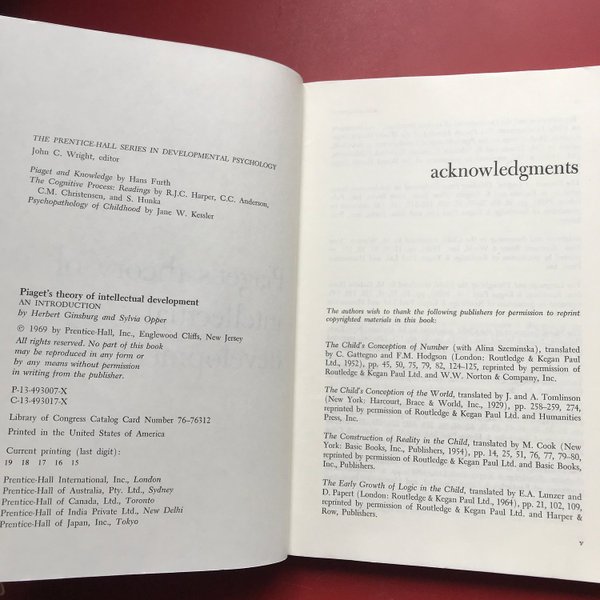 THE PRENTICE-HALL SERIES IN DEVELOPMENTAL PSYCHOLOGY
John C. Wright, editor
Piaget and Knowledge by Hans Furth
The Cognitive Process: Readings by R.J.C. Harper, C.C. Anderson,
C.M. Christensen, and S. Hunka
Psychopathology of Childhood by Jane W. Kessler
Piaget's theory of intellectual development
AN INTRODUCTION
by Herbert Ginsburg and Sylvia Opper
© 1969 by Prentice-Hall, Inc., Englewood Cliffs, New Jersey
All rights reserved. No part of this book
may be reproduced in any form or
by any means without permission
in writing from the publisher.
P-13-493007-X
C-13-493017-X
Library of Congress Catalog Card Number 76-76312
Printed in the United States of America
Current printing (last digit):
19 18 17 16 15
Prentice-Hall International, Inc., London
Prentice-Hall of Australia, Pty. Ltd., Sydney
Prentice-Hall of Canada, Ltd., Toronto
Prentice-Hall of India Private Ltd., New Delhi
Prentice-Hall of Japan, Inc., Tokyo
acknowledgments
The authors wish to thank the following publishers for permission to reprint
copyrighted materials in this book:
The Child's Conception of Number (with Alina Szeminska), translated
by C. Gattegno and F.M. Hodgson (London: Routledge & Kegan Paul
Ltd., 1952), pp. 45, 50, 75, 79, 82, 124-125, reprinted by permission of
Routledge & Kegan Paul Ltd. and W.W. Norton & Company, Inc.
The Child's Conception of the World, translated by J. and A. Tomlinson
(New York: Harcourt, Brace & World, Inc., 1929), pp. 258-259, 274,
reprinted by permission of Routledge & Kegan Paul Ltd. and Humanities
Press, Inc.
The Construction of Reality in the Child, translated by M. Cook (New
York: Basic Books, Inc., Publishers, 1954), pp. 14, 25, 51, 76, 77, 79-80,
reprinted by permission of Routledge & Kegan Paul Ltd. and Basic Books,
Inc., Publishers.
The Early Growth of Logic in the Child, translated by E.A. Lunzer and
D. Papert (London: Routledge & Kegan Paul Ltd., 1964), pp. 21, 102, 109,
reprinted by permission of Routledge & Kegan Paul Ltd. and Harper &
Row, Publishers.
v